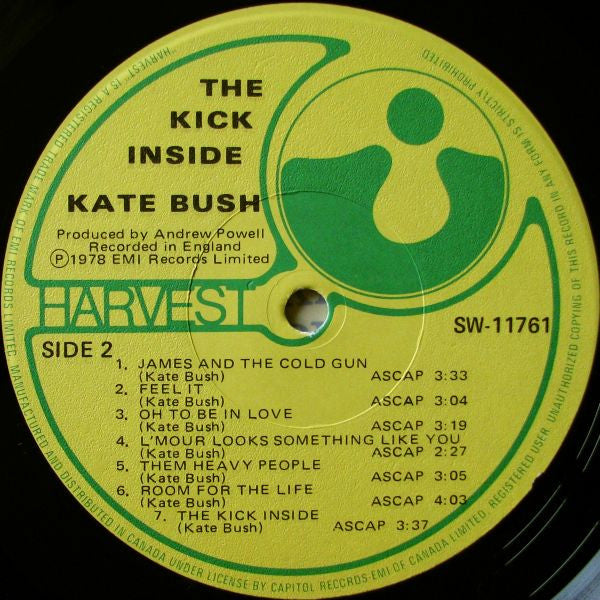 THE
KICK
INSIDE
KATE BUSH
Produced by Andrew Powell
Recorded in England
Ⓟ1978 EMI Records Limited
HARVEST
SIDE 2
SW-11761
1. JAMES AND THE COLD GUN
(Kate Bush) ASCAP 3:33
2. FEEL IT
(Kate Bush) ASCAP 3:04
3. OH TO BE IN LOVE
(Kate Bush) ASCAP 3:19
4. L'MOUR LOOKS SOMETHING LIKE YOU
(Kate Bush) ASCAP 2:27
5. THEM HEAVY PEOPLE
(Kate Bush) ASCAP 3:05
6. ROOM FOR THE LIFE
(Kate Bush) ASCAP 4:03
7. THE KICK INSIDE
(Kate Bush) ASCAP 3:37
"HARVEST" IS A REGISTERED TRADE MARK OF EMI RECORDS LIMITED. MANUFACTURED AND DISTRIBUTED IN CANADA UNDER LICENSE BY CAPITOL RECORDS EMI OF CANADA LIMITED, REGISTERED USER. UNAUTHORIZED COPYING OF THIS RECORD IN ANY FORM IS STRICTLY PROHIBITED